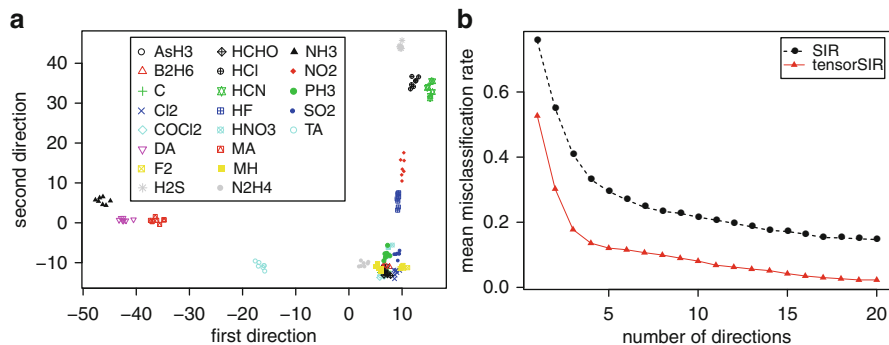 a
second direction
40
30
20
10
0
−10
AsH3
B2H6
C
Cl2
COCl2
DA
F2
H2S
HCHO
HCl
HCN
HF
HNO3
MA
MH
N2H4
NH3
NO2
PH3
SO2
TA
−50 −40 −30 −20 −10 0 10
first direction
b
mean misclassification rate
0.6
0.4
0.2
0.0
SIR
tensorSIR
5 10 15 20
number of directions